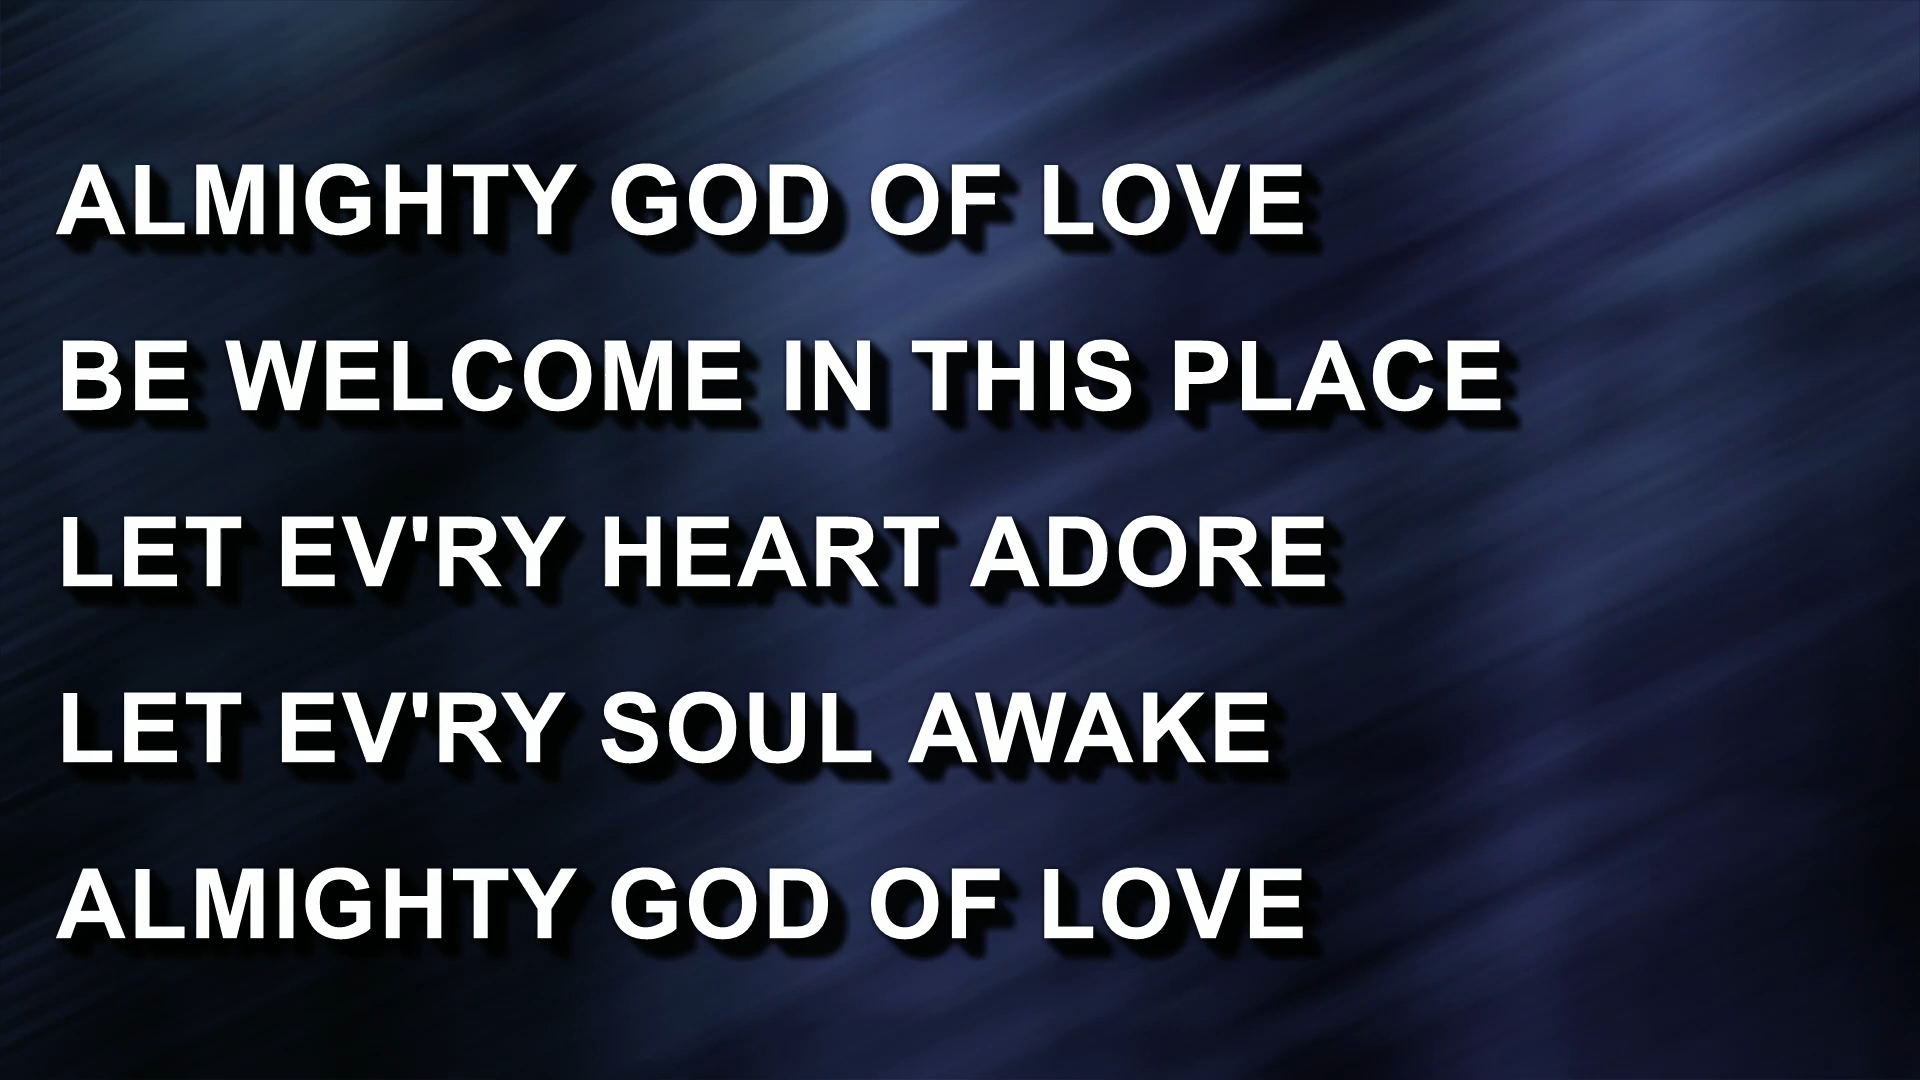 ALMIGHTY GOD OF LOVE
BE WELCOME IN THIS PLACE
LET EV'RY HEART ADORE
LET EV'RY SOUL AWAKE
ALMIGHTY GOD OF LOVE